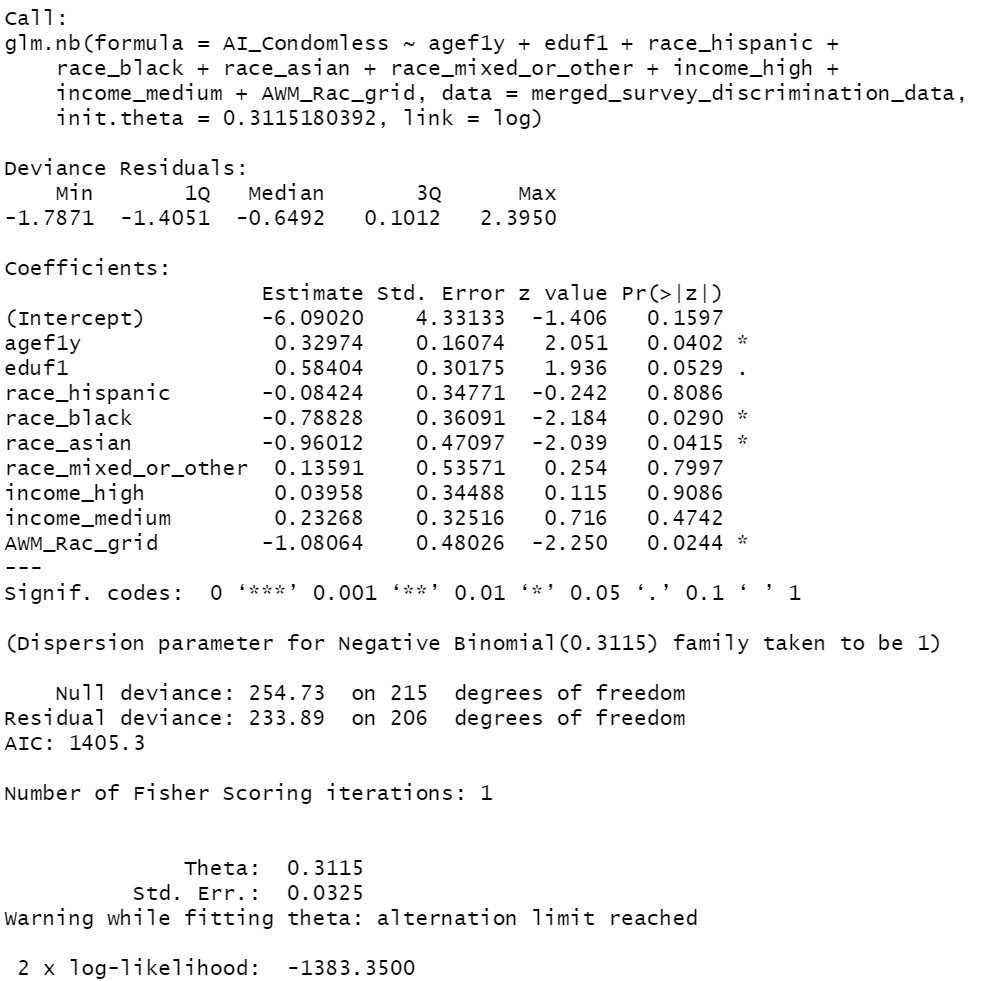 Call:
glm.nb(formula = AI_Condomless ~ agef1y + eduf1 + race_hispanic +
    race_black + race_asian + race_mixed_or_other + income_high +
    income_medium + AWM_Rac_grid, data = merged_survey_discrimination_data,
    init.theta = 0.3115180392, link = log)

Deviance Residuals:
    Min       1Q   Median       3Q      Max
-1.7871  -1.4051  -0.6492   0.1012   2.3950

Coefficients:
                    Estimate Std. Error z value Pr(>|z|)
(Intercept)         -6.09020    4.33133  -1.406   0.1597
agef1y               0.32974    0.16074   2.051   0.0402 *
eduf1                0.58404    0.30175   1.936   0.0529 .
race_hispanic       -0.08424    0.34771  -0.242   0.8086
race_black          -0.78828    0.36091  -2.184   0.0290 *
race_asian          -0.96012    0.47097  -2.039   0.0415 *
race_mixed_or_other  0.13591    0.53571   0.254   0.7997
income_high          0.03958    0.34488   0.115   0.9086
income_medium        0.23268    0.32516   0.716   0.4742
AWM_Rac_grid        -1.08064    0.48026  -2.250   0.0244 *
---
Signif. codes:  0 ‘***’ 0.001 ‘**’ 0.01 ‘*’ 0.05 ‘.’ 0.1 ‘ ’ 1

(Dispersion parameter for Negative Binomial(0.3115) family taken to be 1)

    Null deviance: 254.73  on 215  degrees of freedom
Residual deviance: 233.89  on 206  degrees of freedom
AIC: 1405.3

Number of Fisher Scoring iterations: 1


              Theta:  0.3115
          Std. Err.:  0.0325
Warning while fitting theta: alternation limit reached

 2 x log-likelihood:  -1383.3500